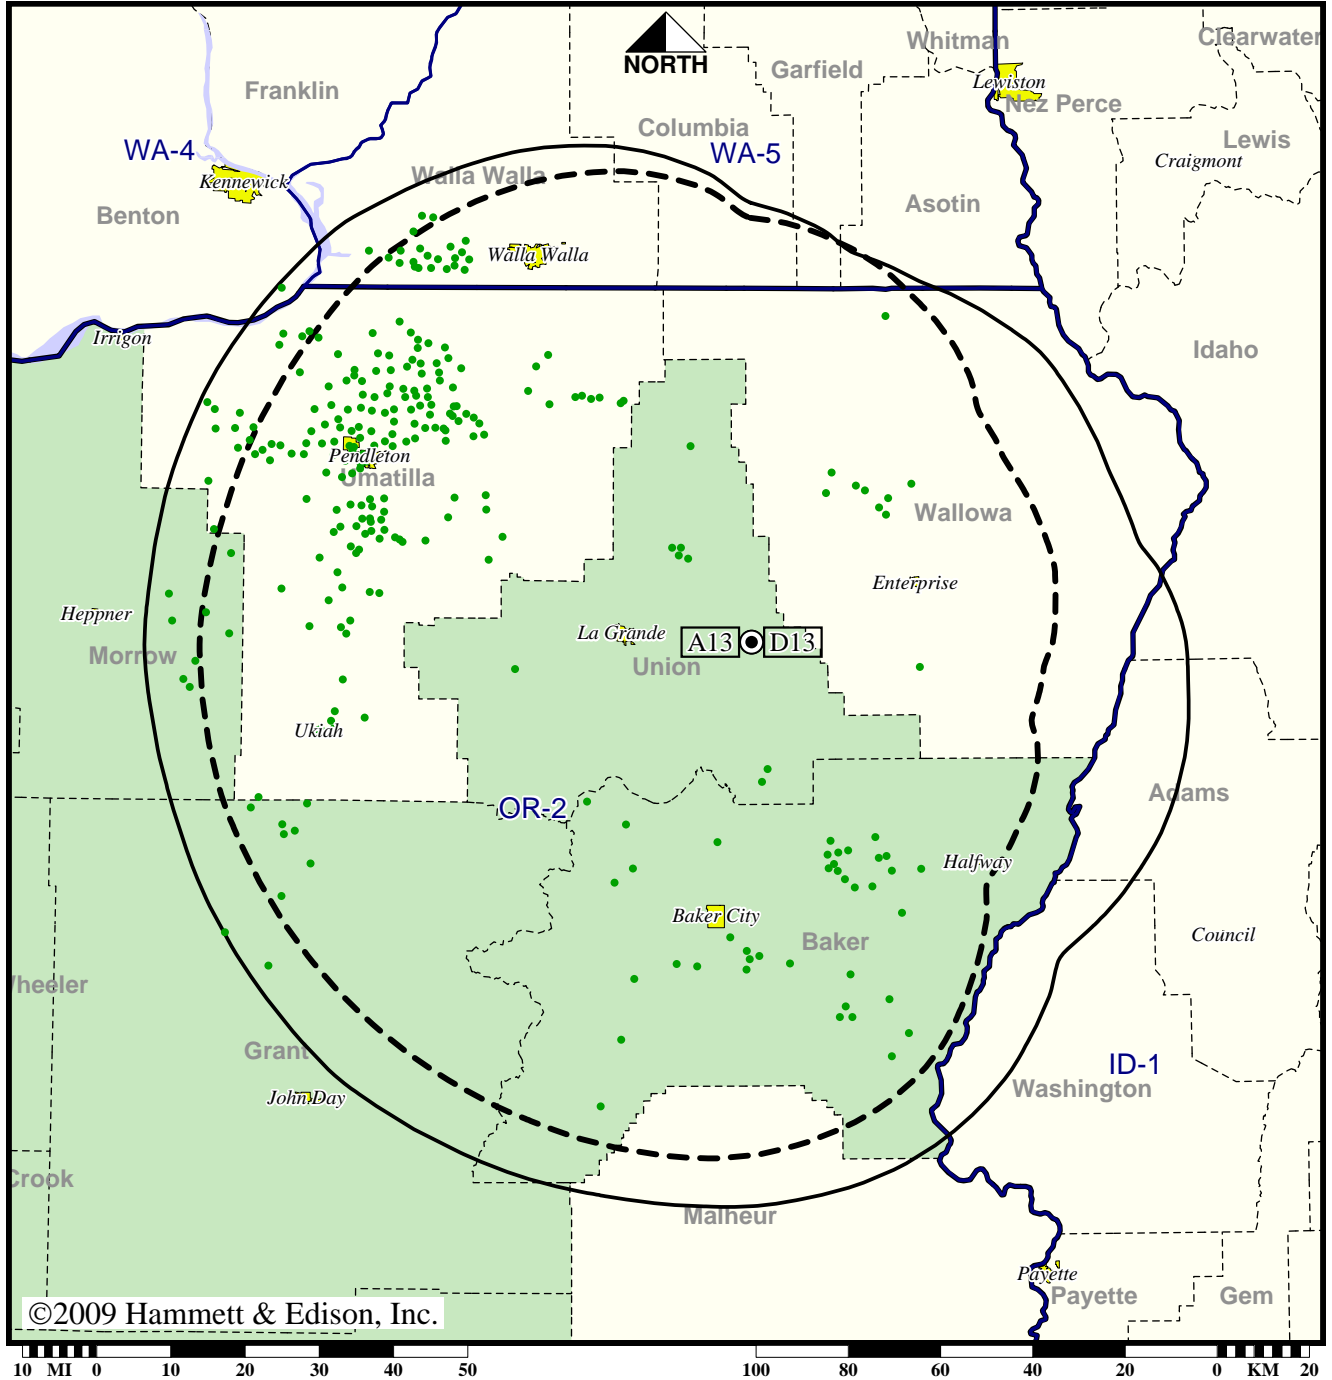 Whitman
Clearwater
NORTH
Garfield
Lewiston
Franklin
Nez Perce
Columbia
Lewis
WA-4
WA-5
Craigmont
Walla Walla
Kennewick
Benton
Asotin
Walla Walla
Irrigon
Idaho
Pendleton
Umatilla
Wallowa
Enterprise
Heppner
La Grande
A13 D13
Morrow
Union
Ukiah
Adams
OR-2
Halfway
Baker City
Council
Baker
Wheeler
Grant
ID-1
Washington
John Day
Crook
Malheur
Payette
Payette
Gem
©2009 Hammett & Edison, Inc.
10 MI 0 10 20 30 40 50 100 80 60 40 20 0 KM 20